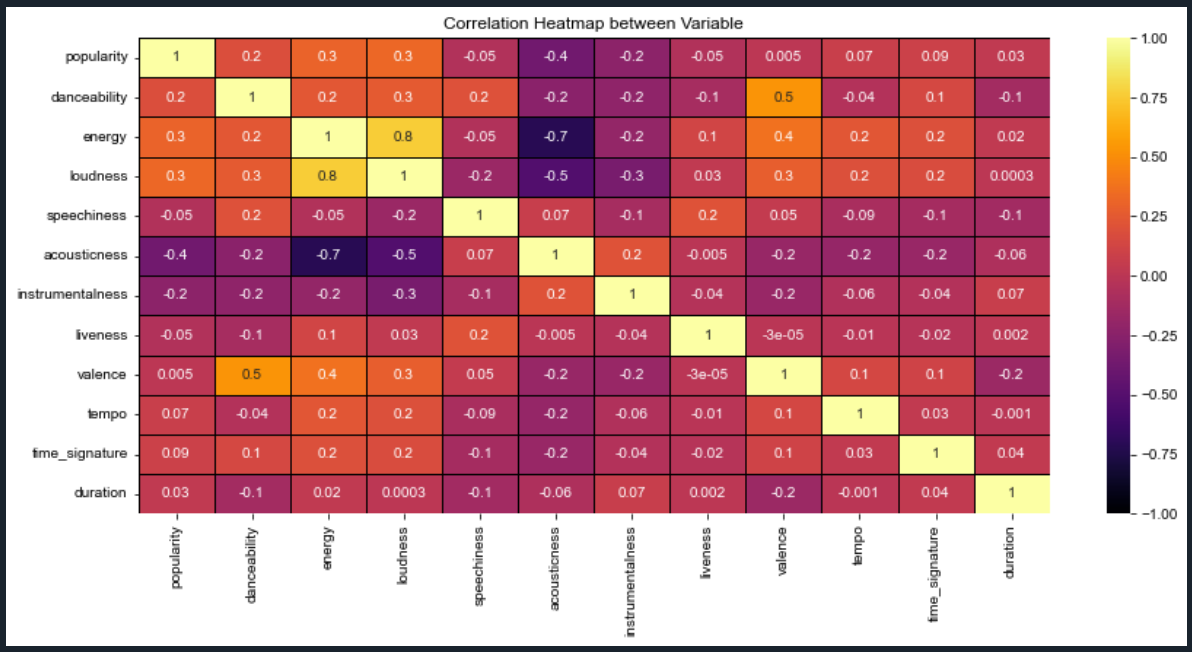 Correlation Heatmap between Variable
popularity 1 0.2 0.3 0.3 -0.05 -0.4 -0.2 -0.05 0.005 0.07 0.09 0.03
danceability 0.2 1 0.2 0.3 0.2 -0.2 -0.2 -0.1 0.5 -0.04 0.1 -0.1
energy 0.3 0.2 1 0.8 -0.05 -0.7 -0.2 0.1 0.4 0.2 0.2 0.02
loudness 0.3 0.3 0.8 1 -0.2 -0.5 -0.3 0.03 0.3 0.2 0.2 0.0003
speechiness -0.05 0.2 -0.05 -0.2 1 0.07 -0.1 0.2 0.05 -0.09 -0.1 -0.1
acousticness -0.4 -0.2 -0.7 -0.5 0.07 1 0.2 -0.005 -0.2 -0.2 -0.2 -0.06
instrumentalness -0.2 -0.2 -0.2 -0.3 -0.1 0.2 1 -0.04 -0.2 -0.06 -0.04 0.07
liveness -0.05 -0.1 0.1 0.03 0.2 -0.005 -0.04 1 -3e-05 -0.01 -0.02 0.002
valence 0.005 0.5 0.4 0.3 0.05 -0.2 -0.2 -3e-05 1 0.1 0.1 -0.2
tempo 0.07 -0.04 0.2 0.2 -0.09 -0.2 -0.06 -0.01 0.1 1 0.03 -0.001
time_signature 0.09 0.1 0.2 0.2 -0.1 -0.2 -0.04 -0.02 0.1 0.03 1 0.04
duration 0.03 -0.1 0.02 0.0003 -0.1 -0.06 0.07 0.002 -0.2 -0.001 0.04 1
popularity
danceability
energy
loudness
speechiness
acousticness
instrumentalness
liveness
valence
tempo
time_signature
duration
1.00
0.75
0.50
0.25
0.00
−0.25
−0.50
−0.75
−1.00